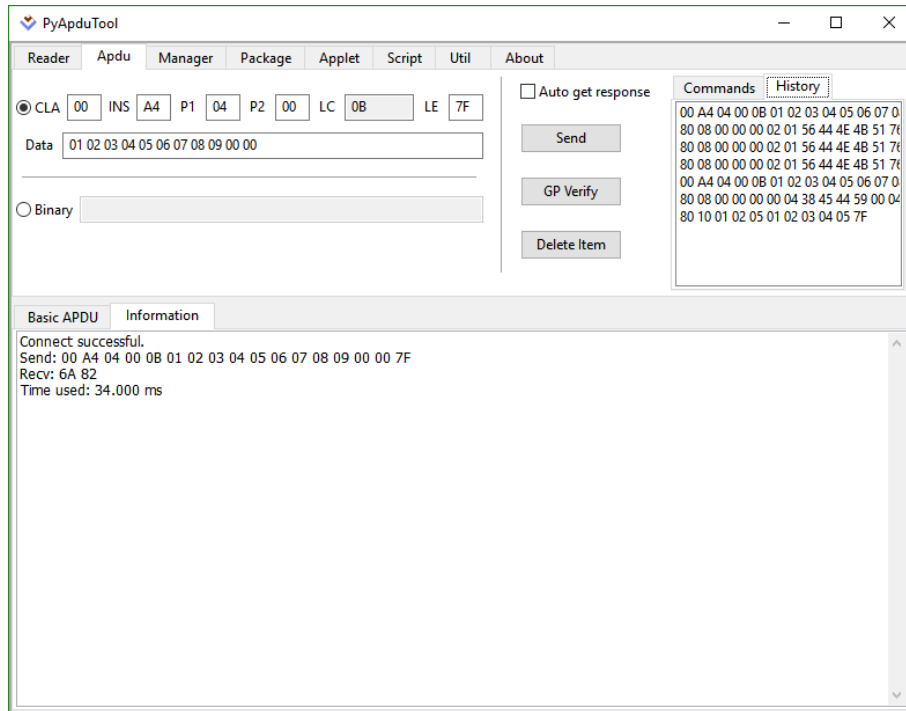 PyApduTool
Reader Apdu Manager Package Applet Script Util About
CLA 00 INS A4 P1 04 P2 00 LC 0B LE 7F
Data 01 02 03 04 05 06 07 08 09 00 00
Binary
Auto get response
Send
GP Verify
Delete Item
Commands History
00 A4 04 00 0B 01 02 03 04 05 06 07 0
80 08 00 00 00 02 01 56 44 4E 4B 51 76
80 08 00 00 00 02 01 56 44 4E 4B 51 76
80 08 00 00 00 02 01 56 44 4E 4B 51 76
00 A4 04 00 0B 01 02 03 04 05 06 07 0
80 08 00 00 00 00 04 38 45 44 59 00 04
80 10 01 02 05 01 02 03 04 05 7F
Basic APDU Information
Connect successful.
Send: 00 A4 04 00 0B 01 02 03 04 05 06 07 08 09 00 00 7F
Recv: 6A 82
Time used: 34.000 ms